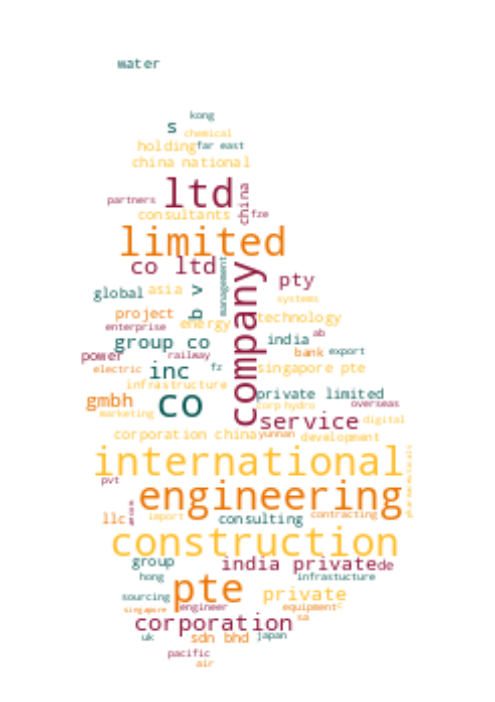 water
kong
s chemical
holding far east
china national
ltd china
partners
consultants fze
limited
co ltd management company
pty
global asia b v
systems
project energy technology
enterprise
group co india ab
power railway bank export
electric inc fz singapore pte
infrastructure
gmbh co private limited
overseas
marketing corp hydro
service digital
corporation china yunnan development
international
pharmaceuticals
pvt
engineering
llc import consulting contracting
construction
group india private de
hong infrastucture
pte
sourcing private
singapore engineer equipment c
corporation sa
uk sdn bhd japan
pacific
air